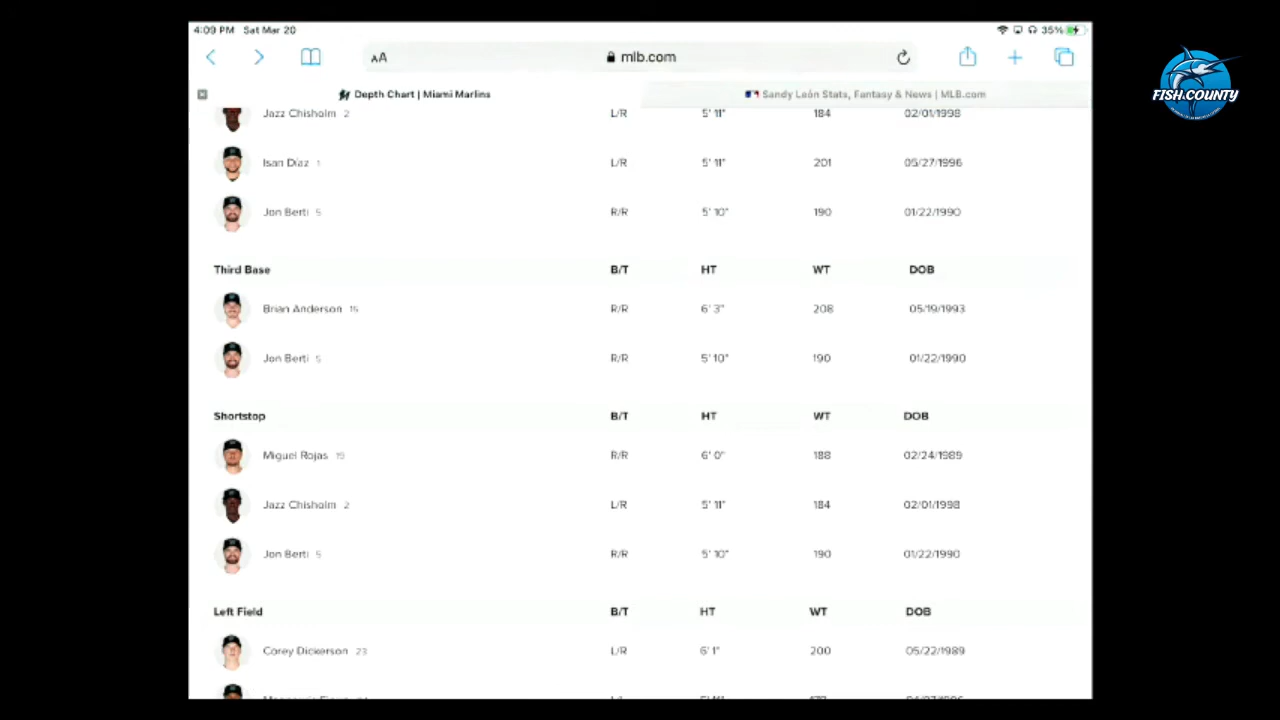 4:09 PM Sat Mar 20 35%
AA mlb.com
FISH COUNTY
Depth Chart | Miami Marlins Sandy León Stats, Fantasy & News | MLB.com
Jazz Chisholm 2 L/R 5' 11" 184 02/01/1998
Isan Díaz 1 L/R 5' 11" 201 05/27/1996
Jon Berti 5 R/R 5' 10" 190 01/22/1990
Third Base B/T HT WT DOB
Brian Anderson 15 R/R 6' 3" 208 05/19/1993
Jon Berti 5 R/R 5' 10" 190 01/22/1990
Shortstop B/T HT WT DOB
Miguel Rojas 19 R/R 6' 0" 188 02/24/1989
Jazz Chisholm 2 L/R 5' 11" 184 02/01/1998
Jon Berti 5 R/R 5' 10" 190 01/22/1990
Left Field B/T HT WT DOB
Corey Dickerson 23 L/R 6' 1" 200 05/22/1989